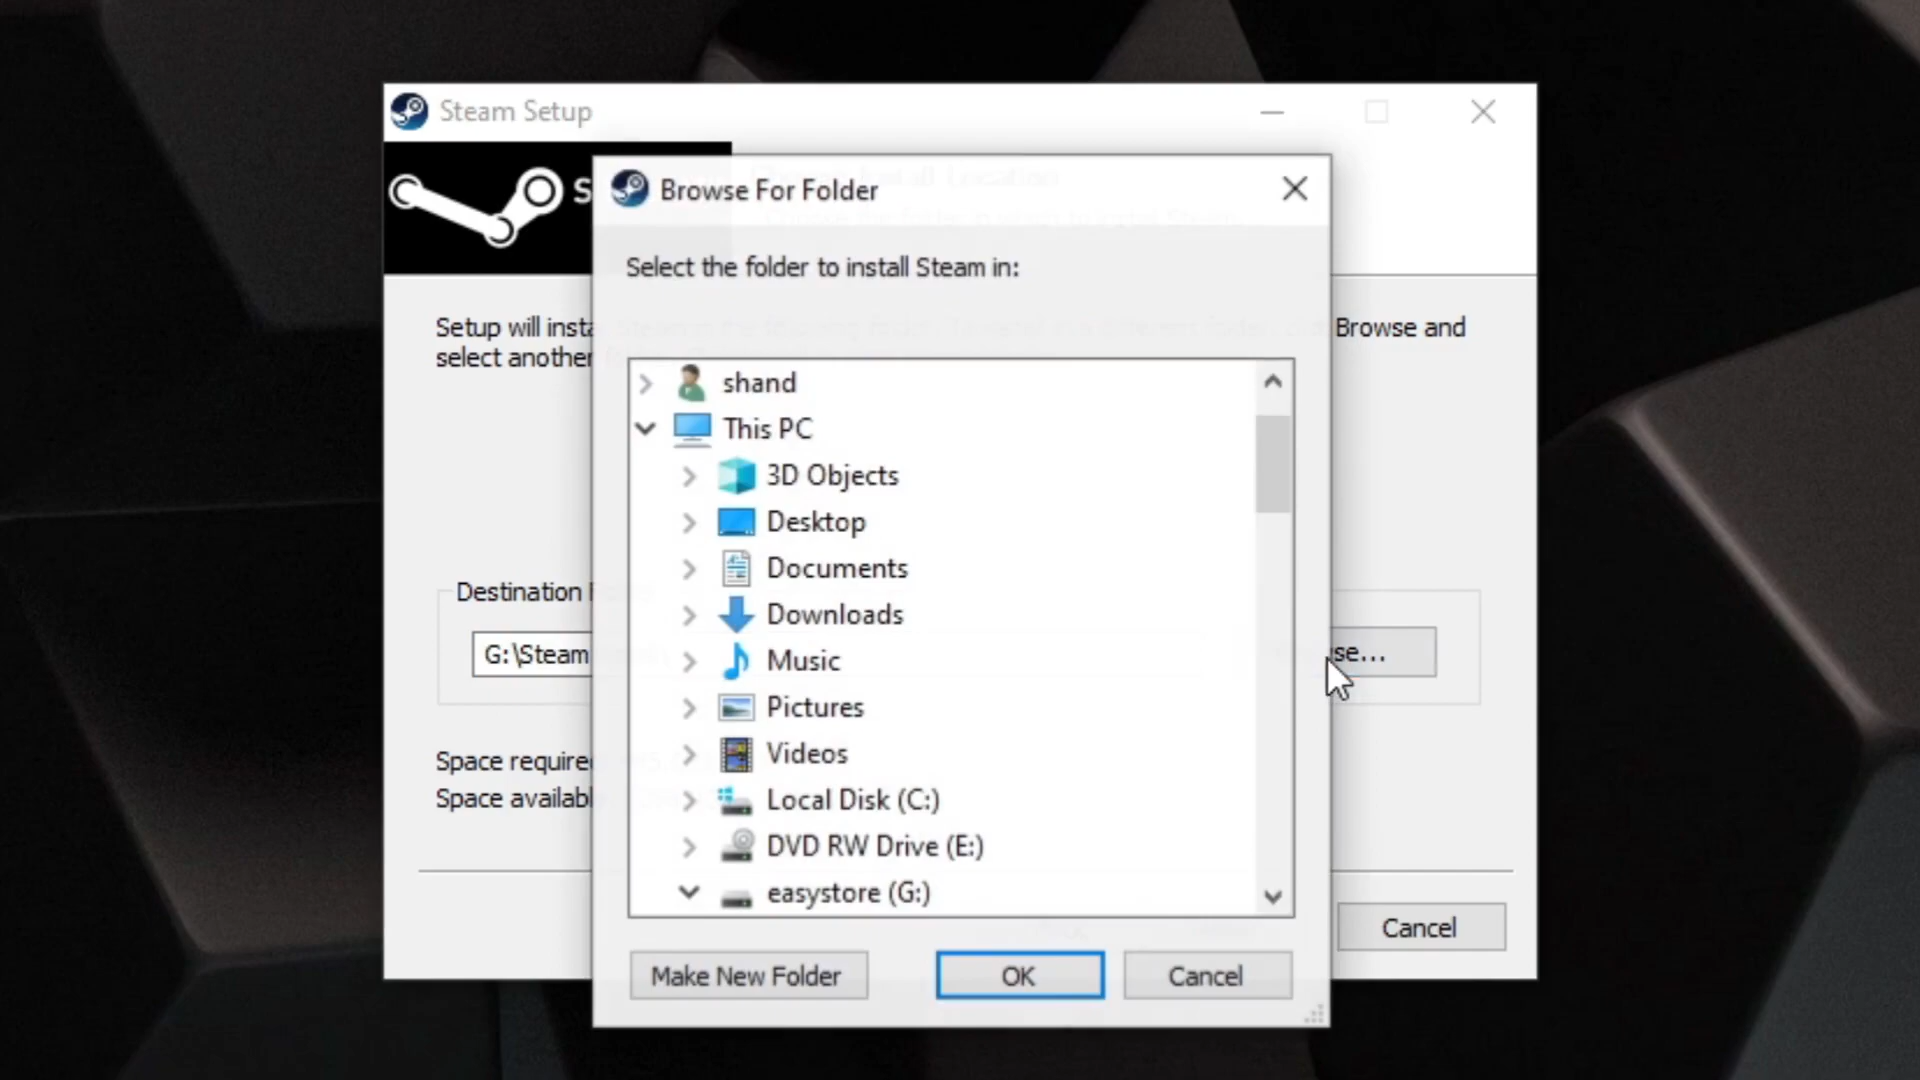 Steam Setup
S
Browse For Folder
Select the folder to install Steam in:
Setup will insta
Browse and
select another
shand
This PC
3D Objects
Desktop
Documents
Downloads
Music
Pictures
Videos
Local Disk (C:)
DVD RW Drive (E:)
easystore (G:)
Destination
G:\Steam
se...
Space require
Space availabl
Cancel
Make New Folder
OK
Cancel